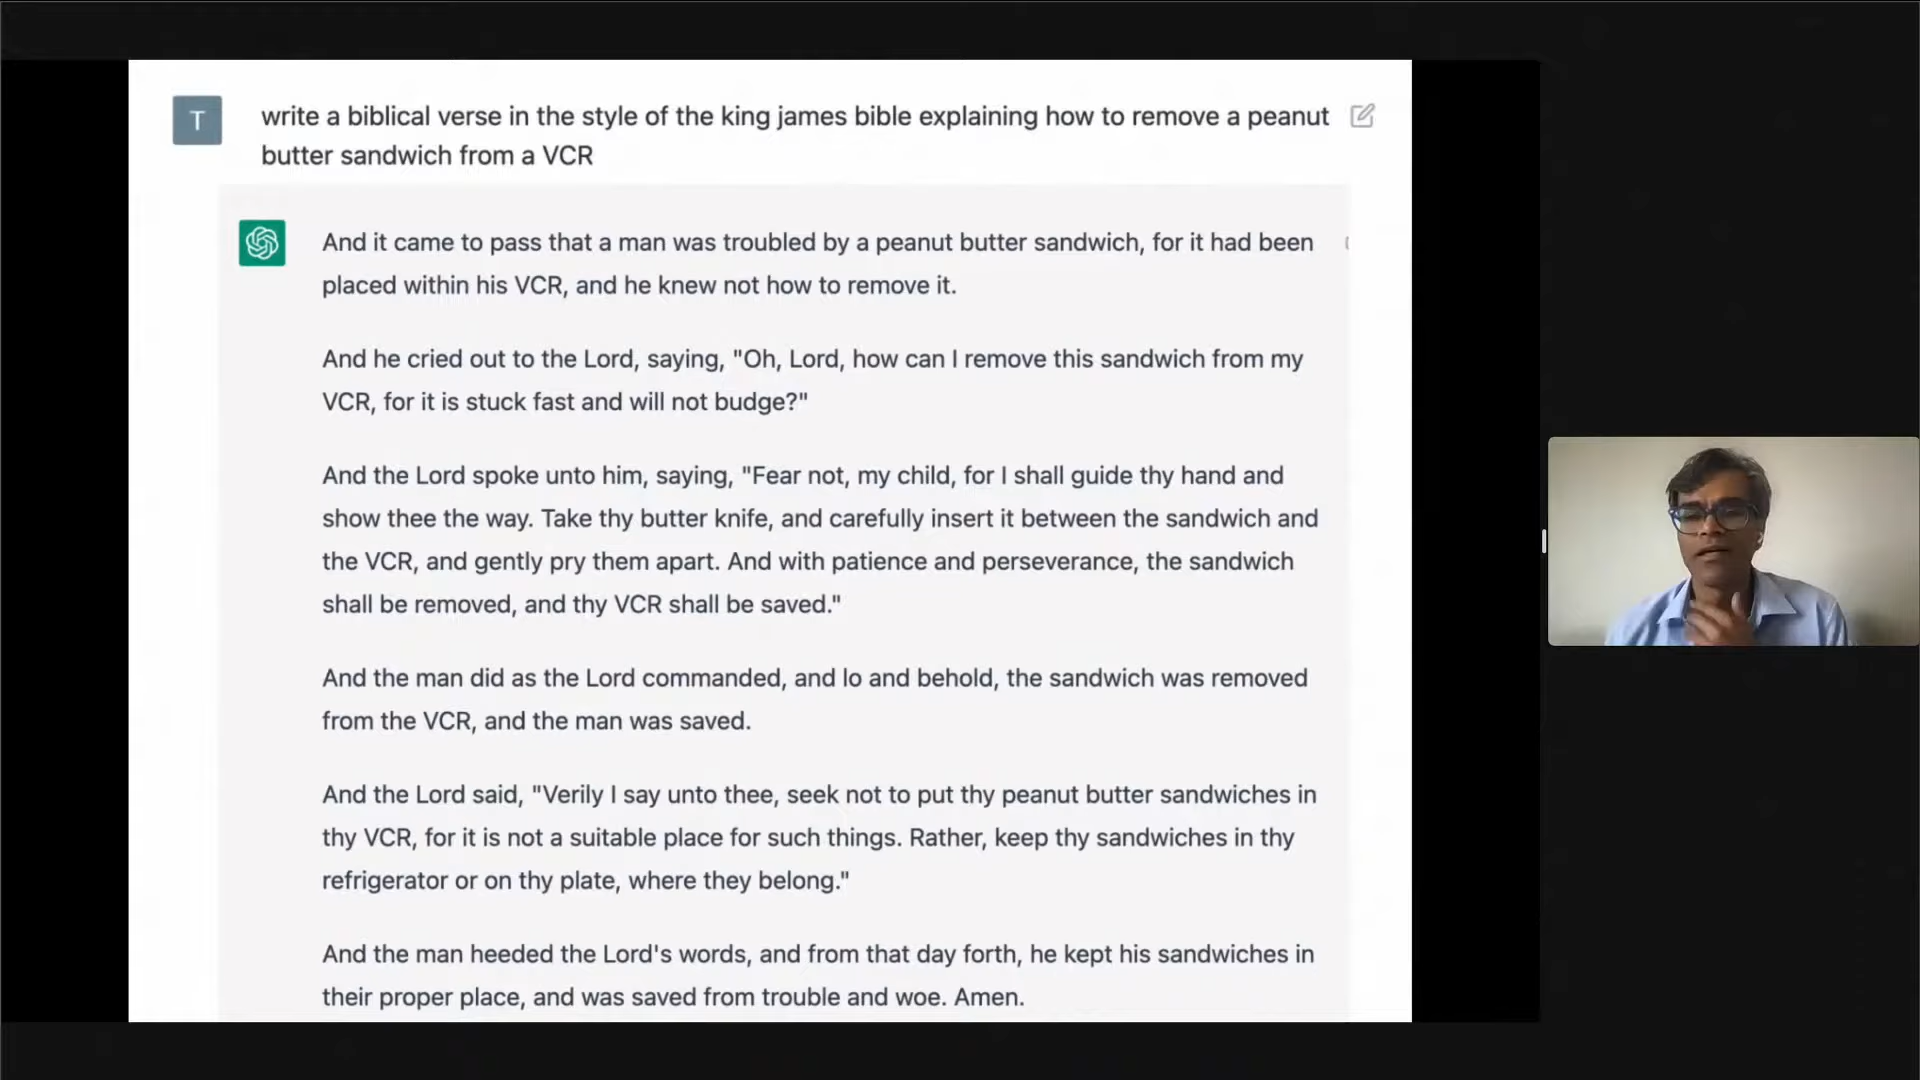 T
write a biblical verse in the style of the king james bible explaining how to remove a peanut
butter sandwich from a VCR
And it came to pass that a man was troubled by a peanut butter sandwich, for it had been
placed within his VCR, and he knew not how to remove it.
And he cried out to the Lord, saying, "Oh, Lord, how can I remove this sandwich from my
VCR, for it is stuck fast and will not budge?"
And the Lord spoke unto him, saying, "Fear not, my child, for I shall guide thy hand and
show thee the way. Take thy butter knife, and carefully insert it between the sandwich and
the VCR, and gently pry them apart. And with patience and perseverance, the sandwich
shall be removed, and thy VCR shall be saved."
And the man did as the Lord commanded, and lo and behold, the sandwich was removed
from the VCR, and the man was saved.
And the Lord said, "Verily I say unto thee, seek not to put thy peanut butter sandwiches in
thy VCR, for it is not a suitable place for such things. Rather, keep thy sandwiches in thy
refrigerator or on thy plate, where they belong."
And the man heeded the Lord's words, and from that day forth, he kept his sandwiches in
their proper place, and was saved from trouble and woe. Amen.